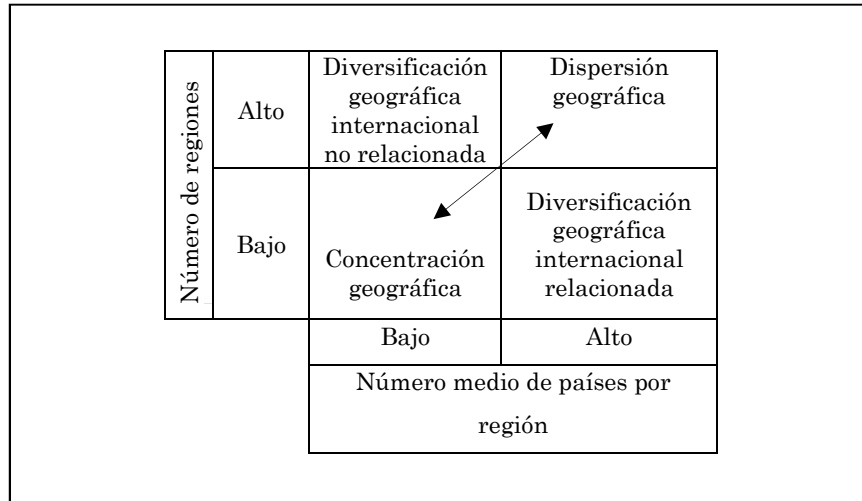 Número de regiones
Alto
Diversificación
geográfica
internacional
no relacionada
Dispersión
geográfica
Bajo
Concentración
geográfica
Diversificación
geográfica
internacional
relacionada
Bajo
Alto
Número medio de países por
región